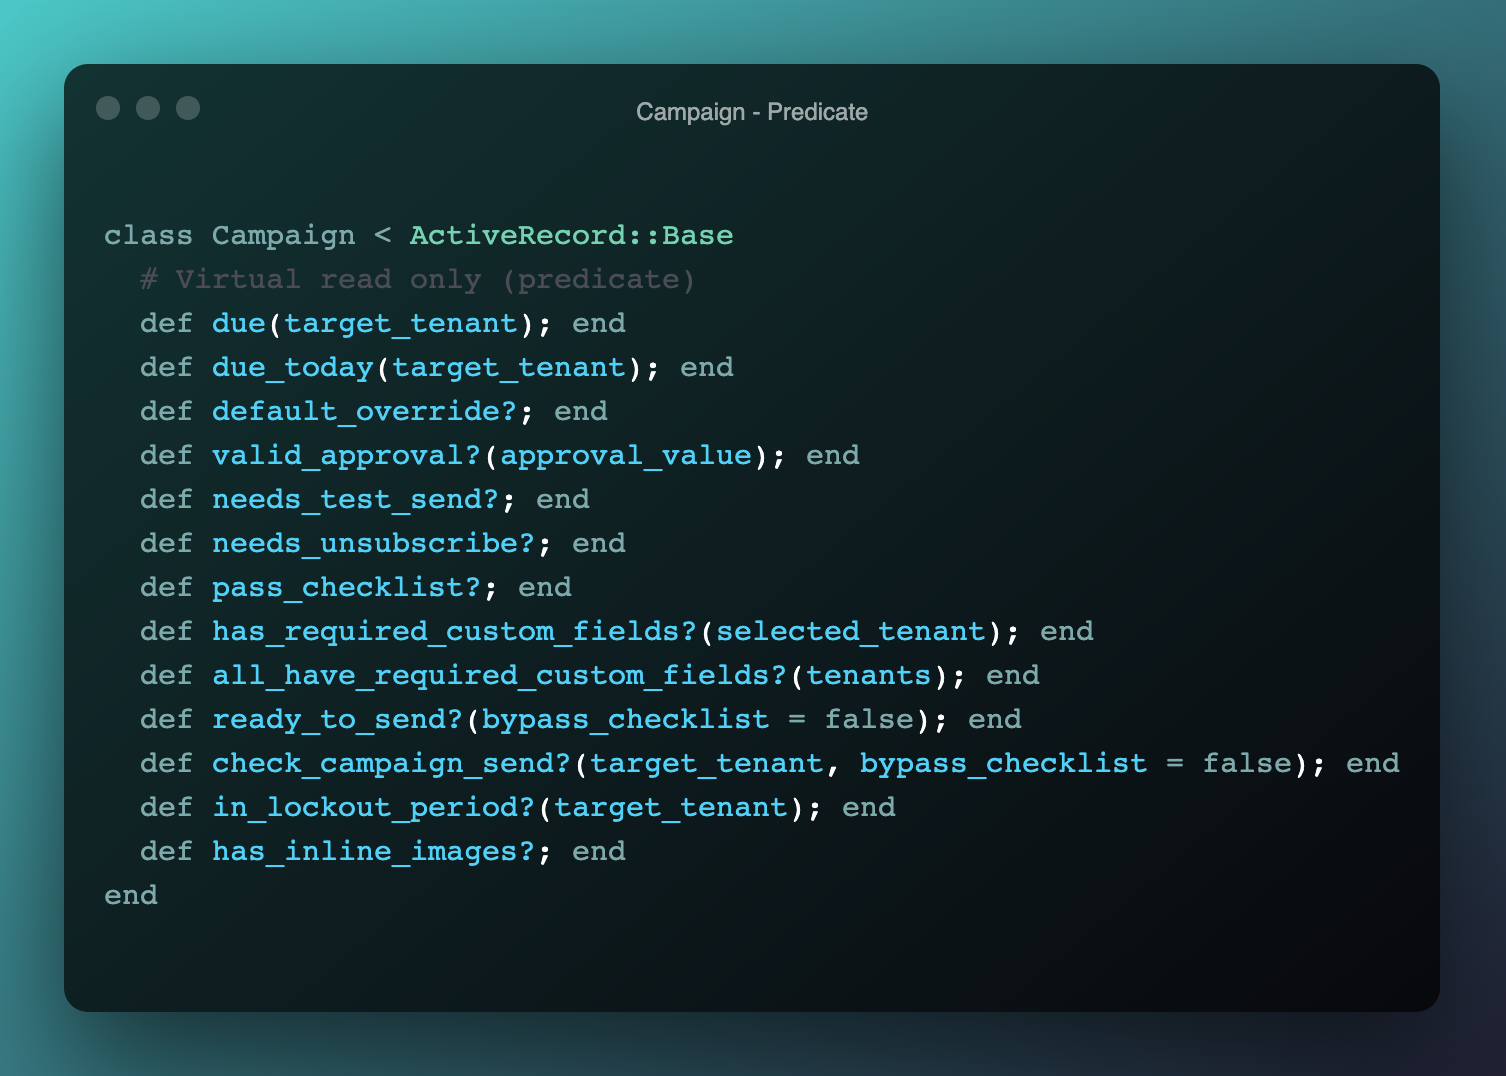 Campaign - Predicate
class Campaign < ActiveRecord::Base
  # Virtual read only (predicate)
  def due(target_tenant); end
  def due_today(target_tenant); end
  def default_override?; end
  def valid_approval?(approval_value); end
  def needs_test_send?; end
  def needs_unsubscribe?; end
  def pass_checklist?; end
  def has_required_custom_fields?(selected_tenant); end
  def all_have_required_custom_fields?(tenants); end
  def ready_to_send?(bypass_checklist = false); end
  def check_campaign_send?(target_tenant, bypass_checklist = false); end
  def in_lockout_period?(target_tenant); end
  def has_inline_images?; end
end